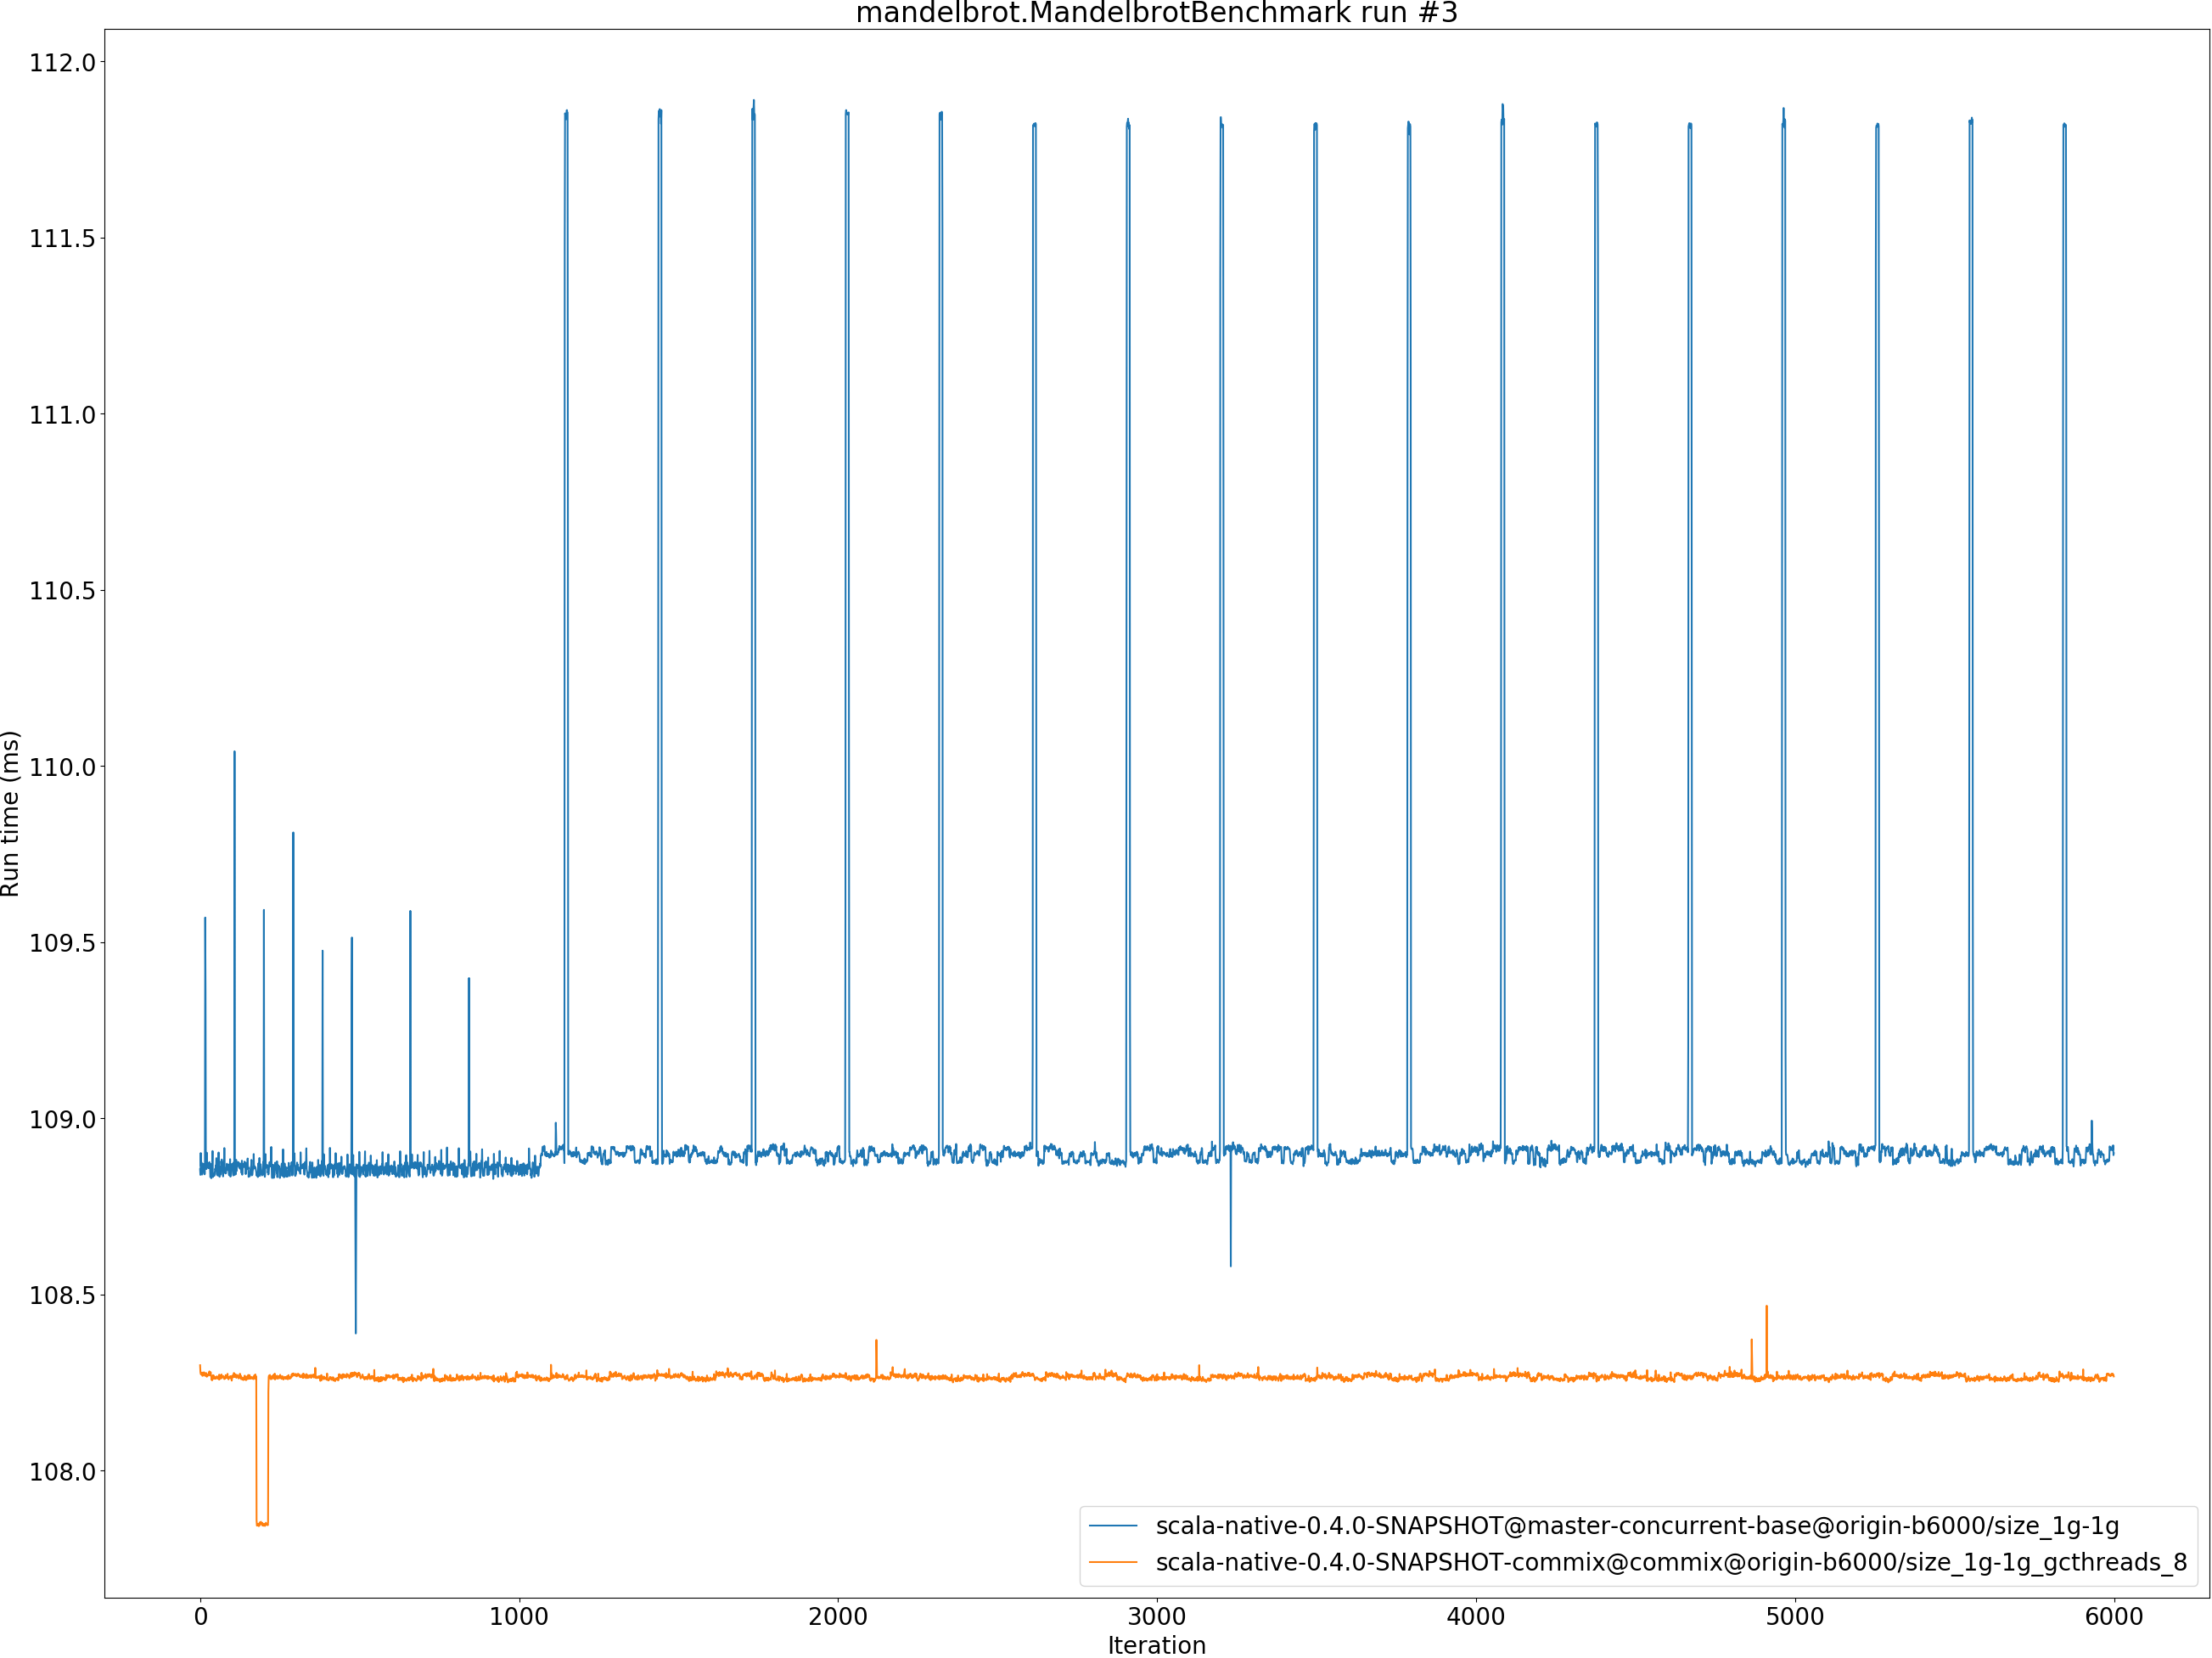 mandelbrot.MandelbrotBenchmark run #3
112.0
111.5
111.0
110.5
110.0
109.5
109.0
108.5
108.0
Run time (ms)
0 1000 2000 3000 4000 5000 6000
Iteration
scala-native-0.4.0-SNAPSHOT@master-concurrent-base@origin-b6000/size_1g-1g
scala-native-0.4.0-SNAPSHOT-commix@commix@origin-b6000/size_1g-1g_gcthreads_8